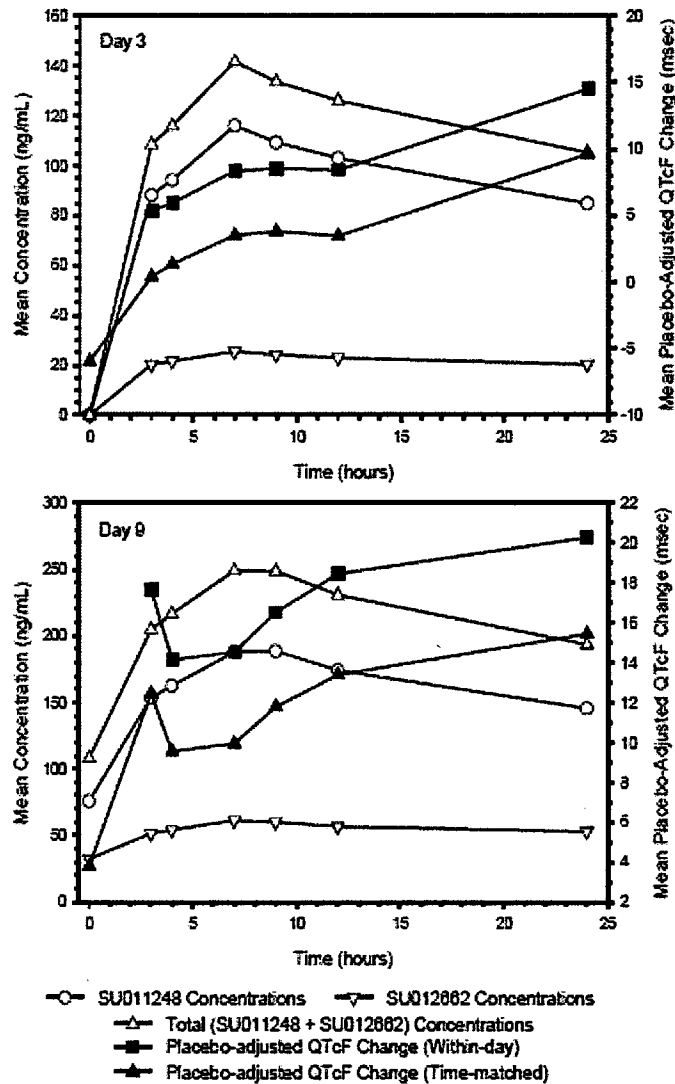 Day 3
Mean Concentration (ng/mL)
160
140
120
100
80
60
40
20
0
Mean Placebo-Adjusted QTcF Change (msec)
20
15
10
5
0
-5
-10
0 5 10 15 20 25
Time (hours)
Day 9
Mean Concentration (ng/mL)
300
250
200
150
100
50
0
Mean Placebo-Adjusted QTcF Change (msec)
22
20
18
16
14
12
10
8
6
4
2
0 5 10 15 20 25
Time (hours)
SU011248 Concentrations SU012662 Concentrations
Total (SU011248 + SU012662) Concentrations
Placebo-adjusted QTcF Change (Within-day)
Placebo-adjusted QTcF Change (Time-matched)